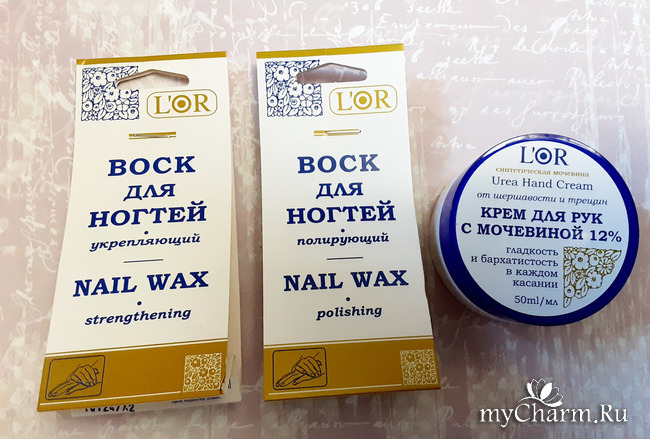 L'OR
ВОСК
ДЛЯ
НОГТЕЙ
укрепляющий
NAIL WAX
strengthening
L'OR
ВОСК
ДЛЯ
НОГТЕЙ
полирующий
NAIL WAX
polishing
L'OR
синтетическая мочевина
Urea Hand Cream
от шершавости и трещин
КРЕМ ДЛЯ РУК
С МОЧЕВИНОЙ 12%
гладкость
и бархатистость
в каждом
касании
50ml/мл
myCharm.Ru